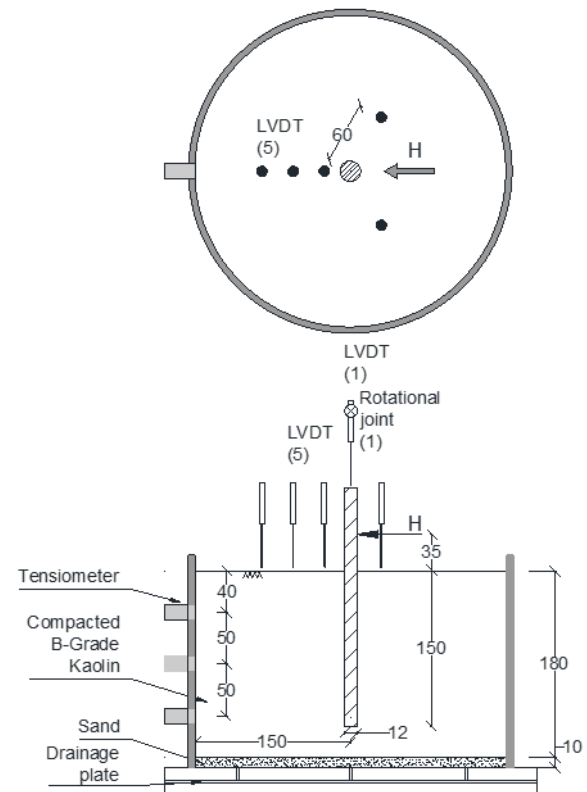 LVDT
(5)
60
H
LVDT
(1)
Rotational
joint
(1)
LVDT
(5)
H
35
Tensiometer
40
Compacted
B-Grade
Kaolin
50
50
150
180
Sand
150
12
10
Drainage
plate